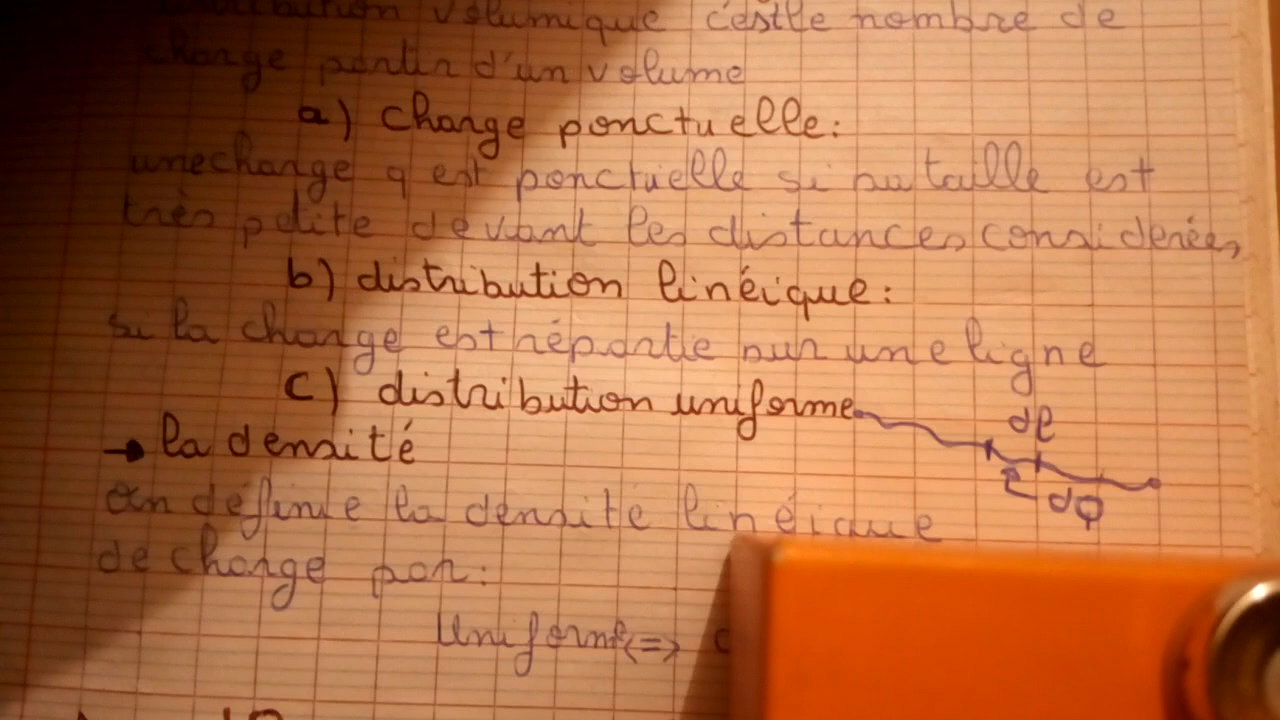 volumique c'est le nombre de
charge partir d'un volume
a) charge ponctuelle:
une charge q est ponctuelle si sa taille est
très petite devant les distances considérées
b) distribution linéique:
si la charge est répartie sur une ligne
c) distribution uniforme
dl
→ la densité
dQ
on définie la densité linéique
de charge par:
Uniforme <=>